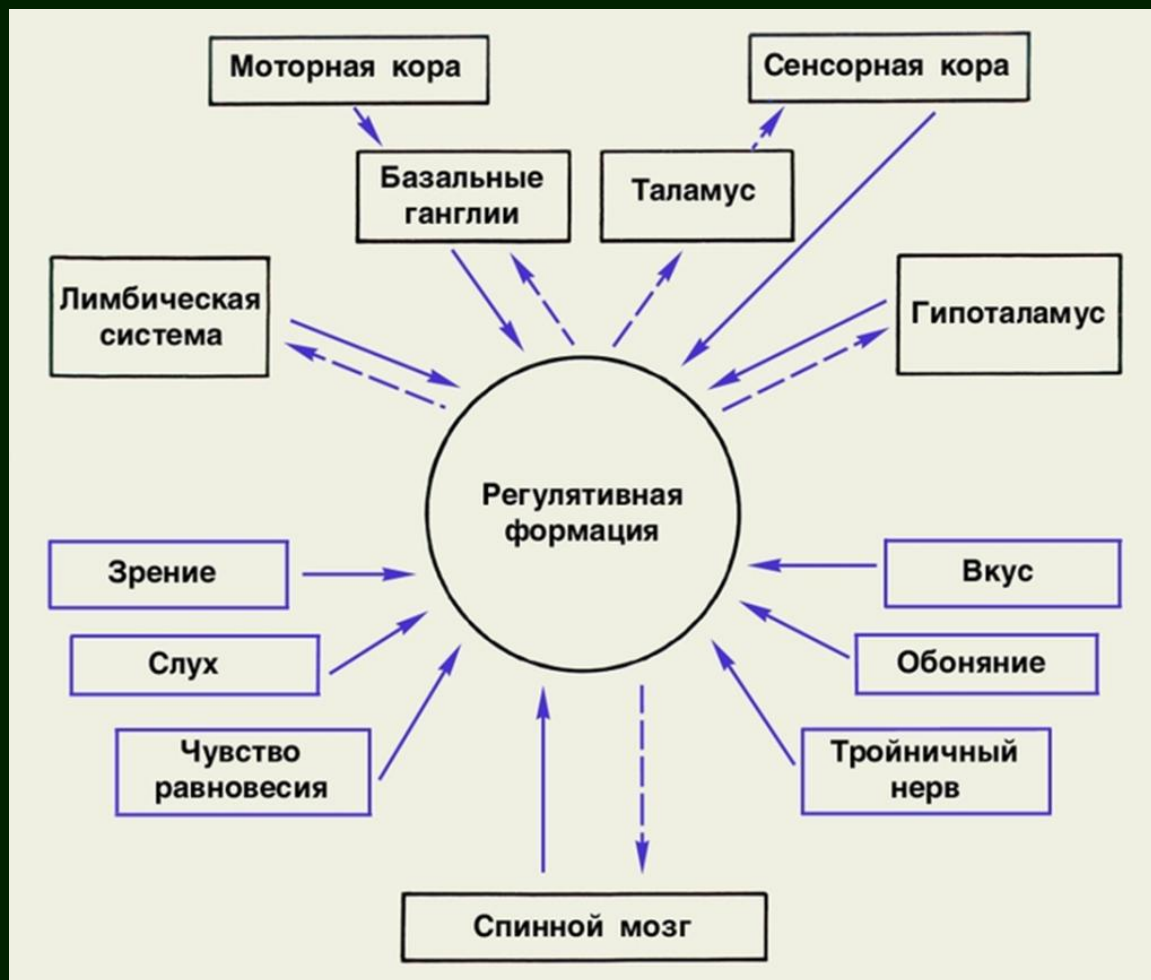 Моторная кора
Сенсорная кора
Базальные
ганглии
Таламус
Лимбическая
система
Гипоталамус
Регулятивная
формация
Зрение
Вкус
Слух
Обоняние
Чувство
равновесия
Тройничный
нерв
Спинной мозг